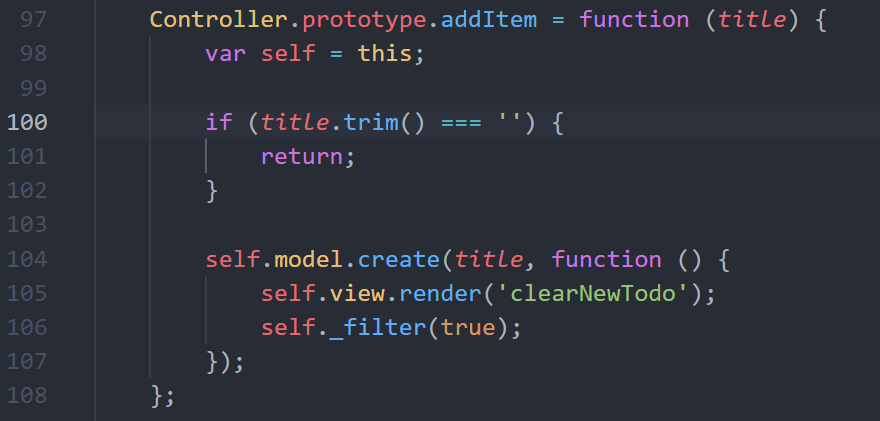 97 Controller.prototype.addItem = function (title) {
98 var self = this;
99
100 if (title.trim() === '') {
101 return;
102 }
103
104 self.model.create(title, function () {
105 self.view.render('clearNewTodo');
106 self._filter(true);
107 });
108 };